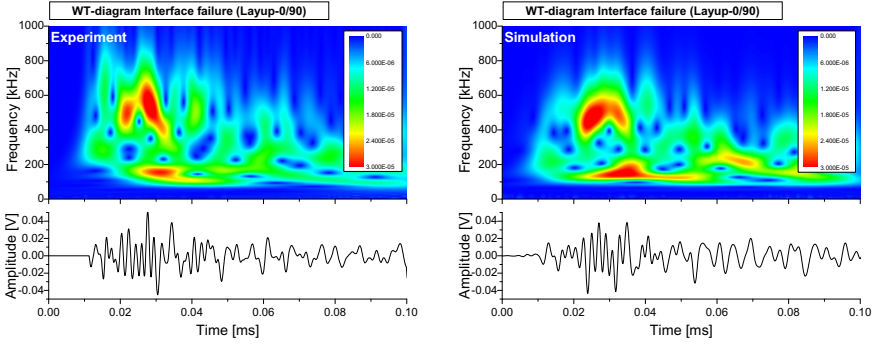 WT-diagram Interface failure (Layup-0/90)
Experiment
Frequency [kHz]
1000
800
600
400
200
0
0.000
6.000E-06
1.200E-05
1.800E-05
2.400E-05
3.000E-05
Amplitude [V]
0.04
0.02
0.00
-0.02
-0.04
0.00 0.02 0.04 0.06 0.08 0.10
Time [ms]
WT-diagram Interface failure (Layup-0/90)
Simulation
Frequency [kHz]
1000
800
600
400
200
0
0.000
6.000E-06
1.200E-05
1.800E-05
2.400E-05
3.000E-05
Amplitude [V]
0.04
0.02
0.00
-0.02
-0.04
0.00 0.02 0.04 0.06 0.08 0.10
Time [ms]